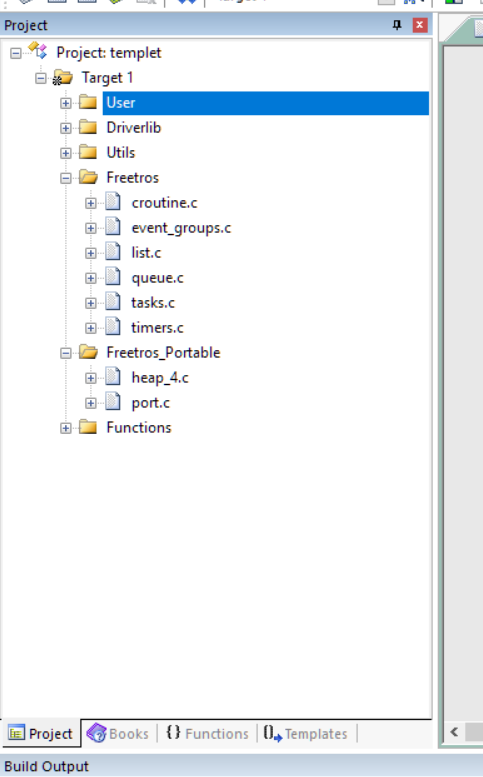 Project
Project: templet
Target 1
User
Driverlib
Utils
Freetros
croutine.c
event_groups.c
list.c
queue.c
tasks.c
timers.c
Freetros_Portable
heap_4.c
port.c
Functions
Project Books {} Functions 0 Templates
Build Output